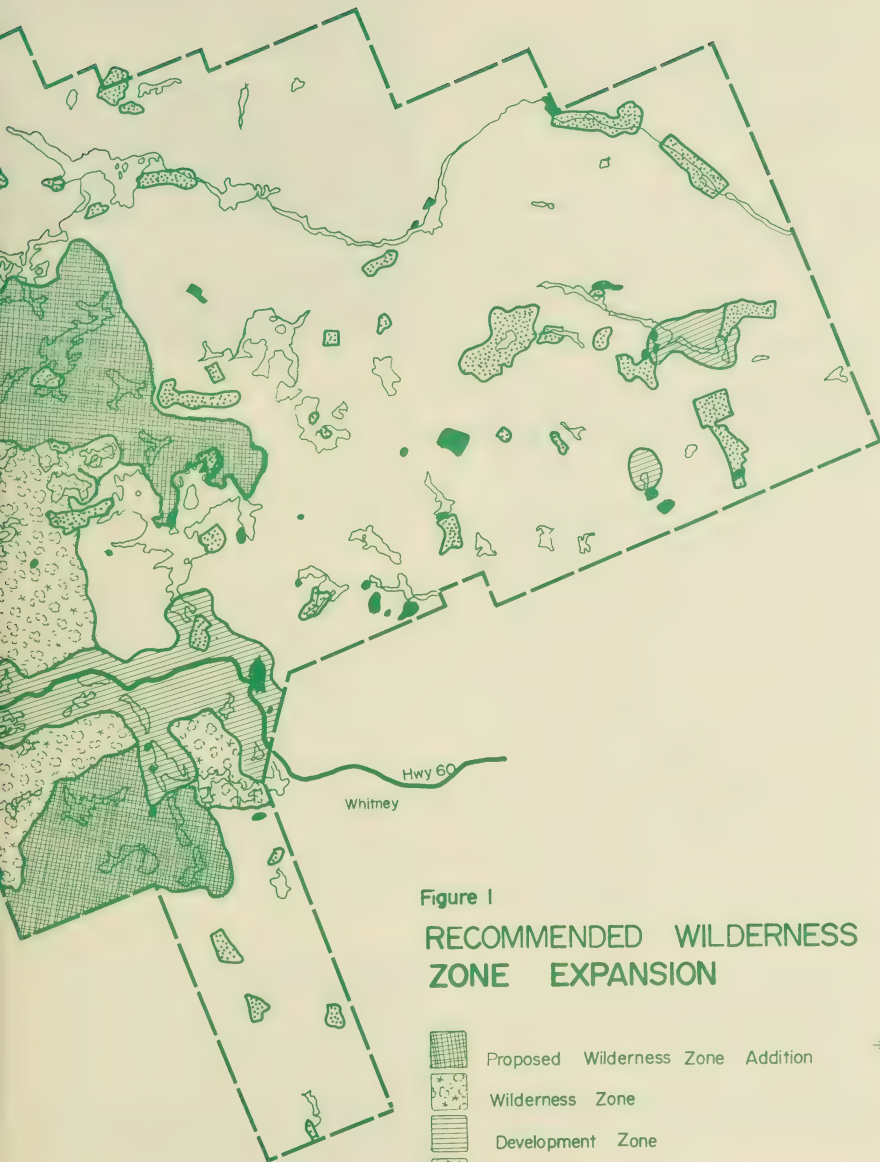 Hwy 60
Whitney
Figure 1
RECOMMENDED WILDERNESS
ZONE EXPANSION
Proposed Wilderness Zone Addition
Wilderness Zone
Development Zone